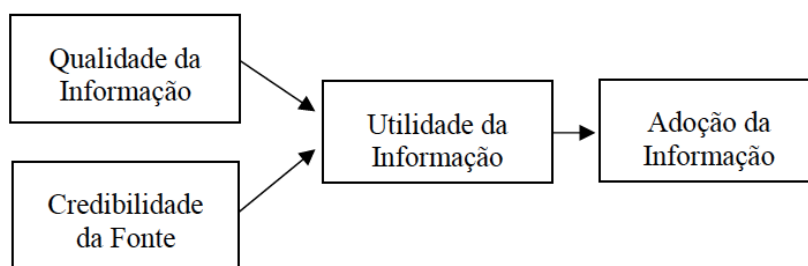 Qualidade da
Informação
Credibilidade
da Fonte
Utilidade da
Informação
Adoção da
Informação